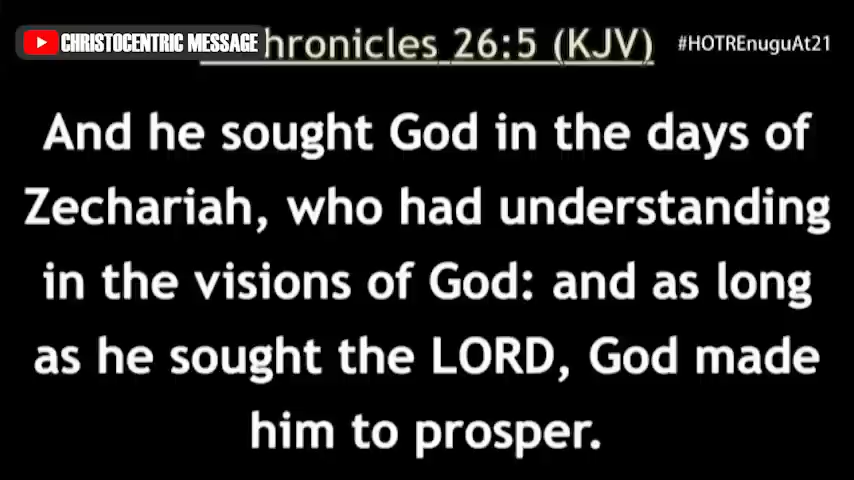 CHRISTOCENTRIC MESSAGE
hronicles 26:5 (KJV)
#HOTREnuguAt21
And he sought God in the days of
Zechariah, who had understanding
in the visions of God: and as long
as he sought the LORD, God made
him to prosper.